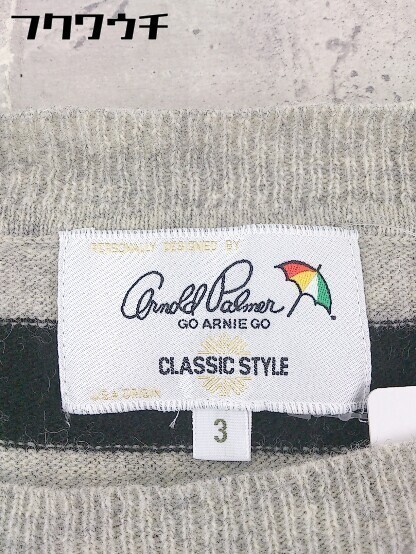 フクワウチ
PERSONALLY DESIGNED BY
Arnold Palmer
GO ARNIE GO
CLASSIC STYLE
U.S.A ORIGIN
3